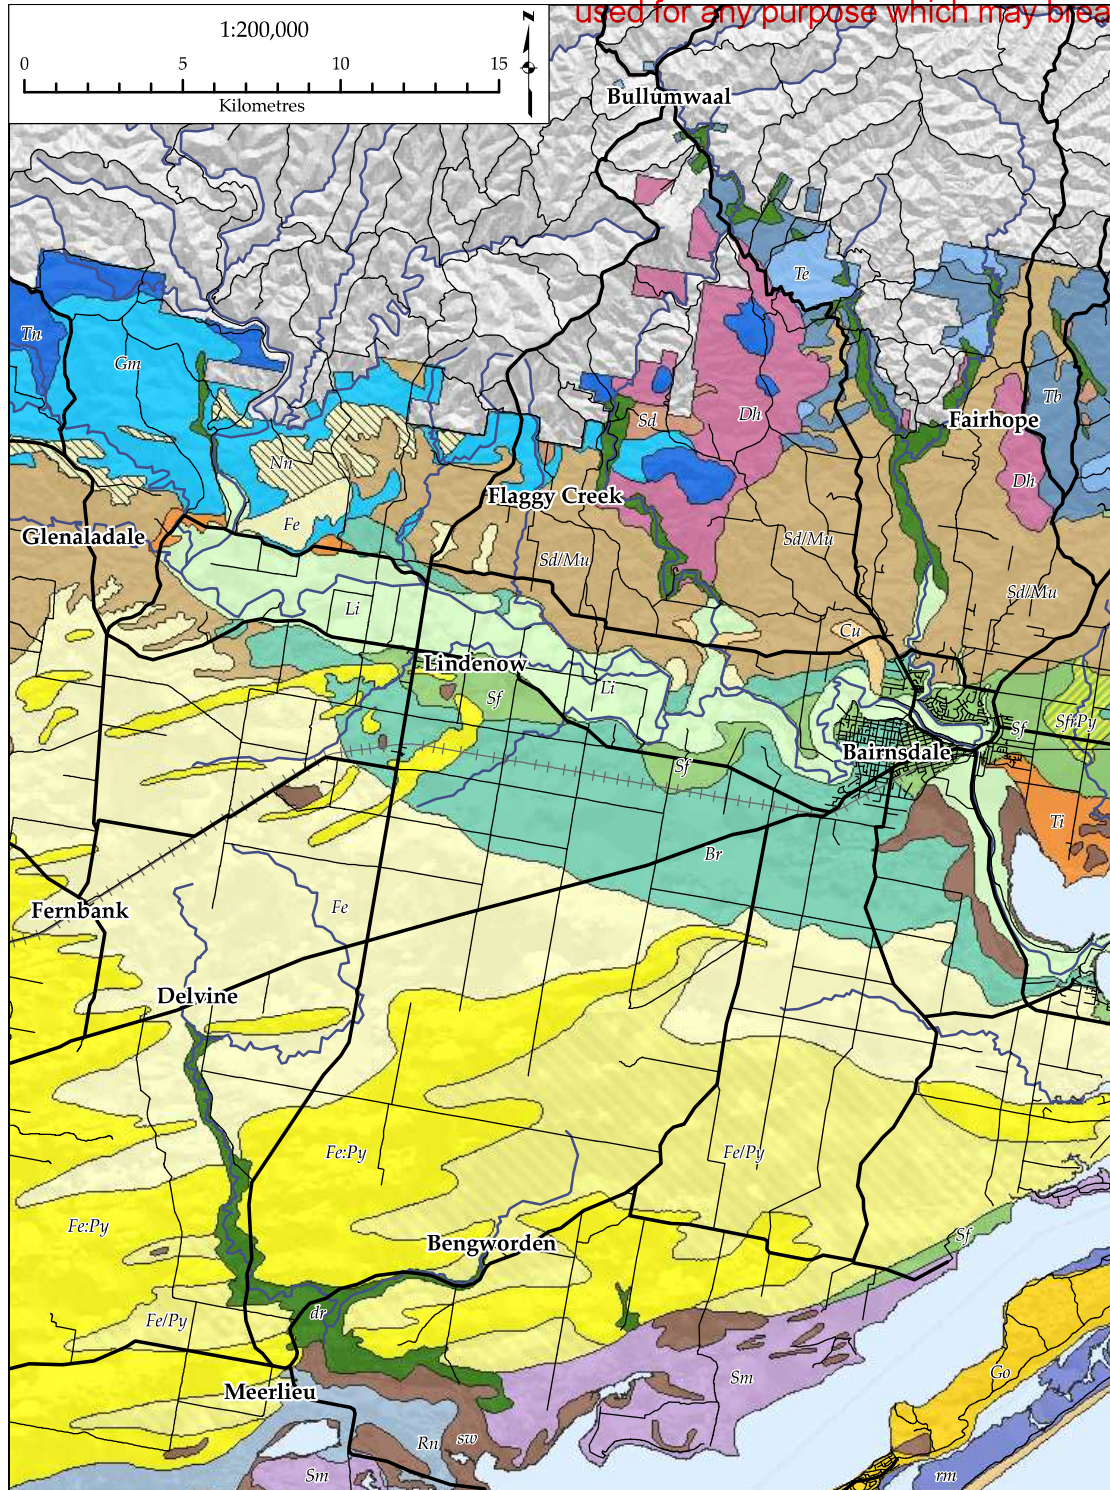 used for any purpose which may brea
1:200,000
0 5 10 15
Kilometres
z
Bullumwaal
Te
Tn
Gm
Tb
Dh
Sd
Fairhope
Nn
Dh
Flaggy Creek
Fe
Glenaladale
Sd/Mu
Sd/Mu
Sd/Mu
Li
Cu
Lindenow
Li
Sf
Sf/Py
Sf
Bairnsdale
Sf
Ti
Br
Fe
Fernbank
Delvine
Fe:Py
Fe/Py
Fe:Py
Sf
Bengworden
dr
Fe/Py
Go
Sm
Meerlieu
Rn
sw
Sm
rm